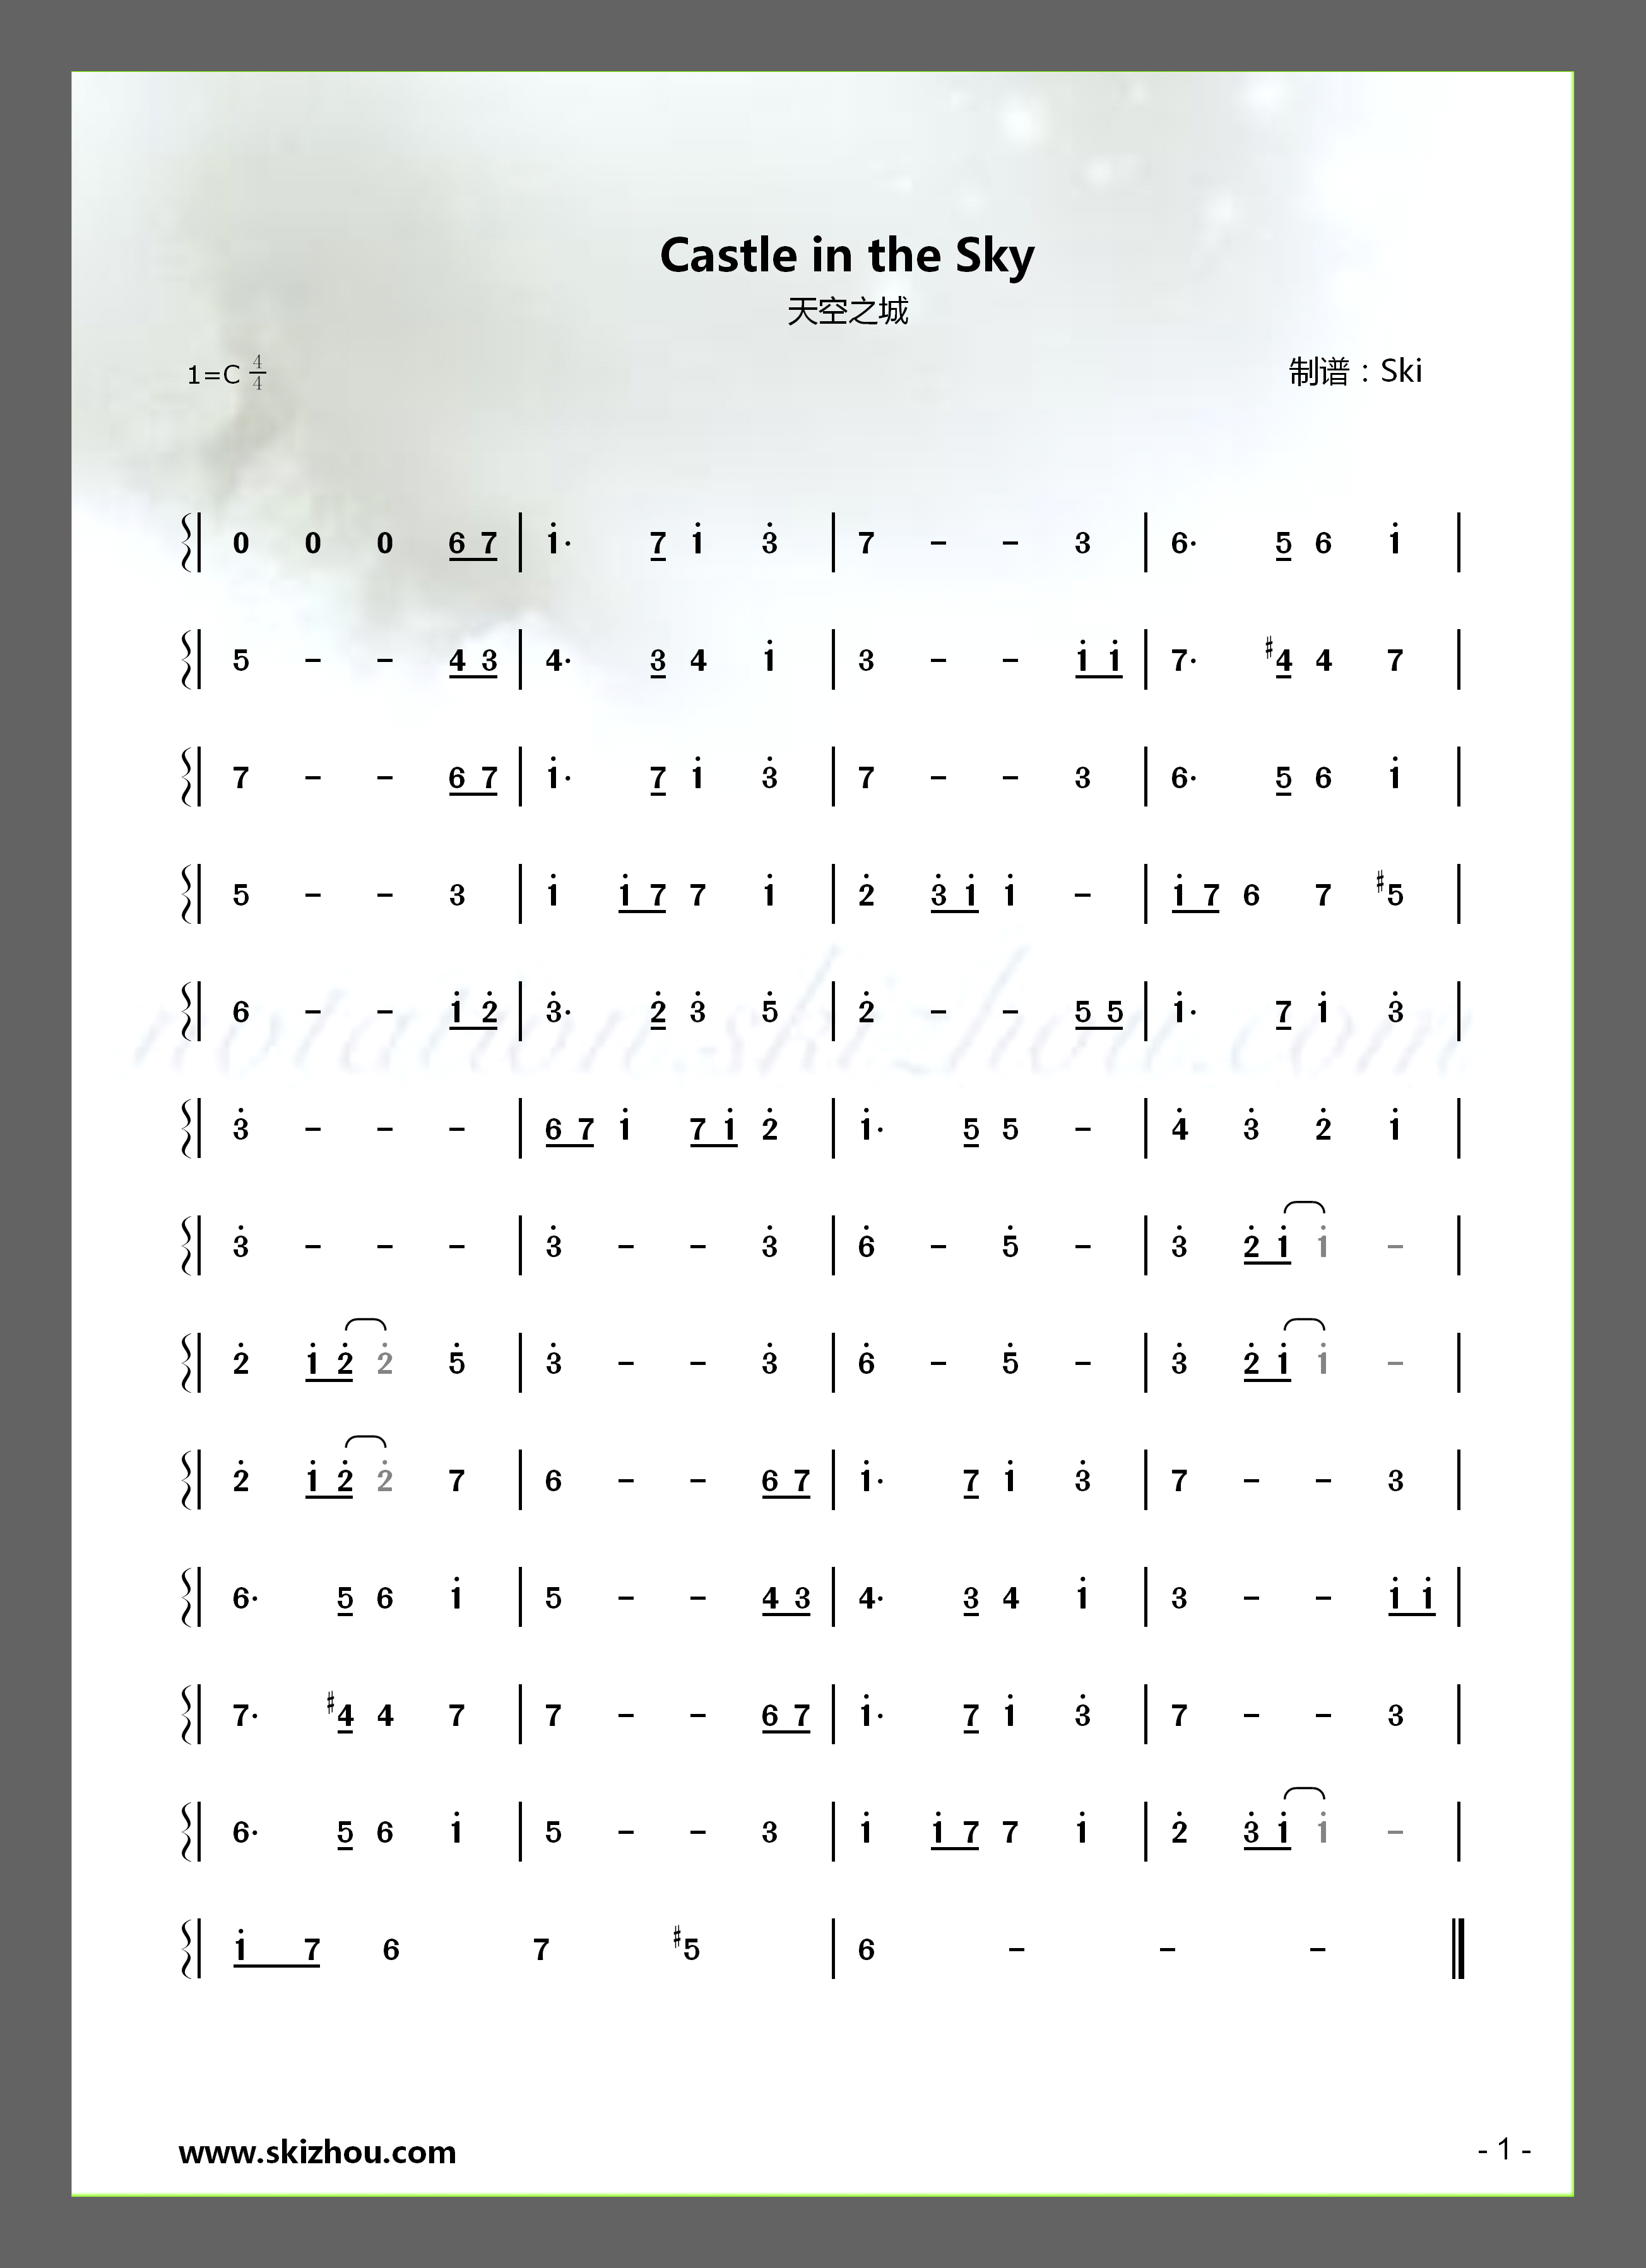 Castle in the Sky
天空之城
1=C 4/4
制谱：Ski
0 0 0 6 7 | i· 7 i 3̇ | 7 – – 3 | 6· 5 6 i |
5 – – 4 3 | 4· 3 4 i | 3 – – i i | 7· #4 4 7 |
7 – – 6 7 | i· 7 i 3̇ | 7 – – 3 | 6· 5 6 i |
5 – – 3 | i i 7 7 i | 2̇ 3̇ i i – | i 7 6 7 #5 |
6 – – i 2̇ | 3̇· 2̇ 3̇ 5̇ | 2̇ – – 5 5 | i· 7 i 3̇ |
3̇ – – – | 6 7 i 7 i 2̇ | i· 5 5 – | 4̇ 3̇ 2̇ i |
3̇ – – – | 3̇ – – 3̇ | 6̇ – 5̇ – | 3̇ 2̇ i i – |
2̇ i 2̇ 2̇ 5̇ | 3̇ – – 3̇ | 6̇ – 5̇ – | 3̇ 2̇ i i – |
2̇ i 2̇ 2̇ 7 | 6 – – 6 7 | i· 7 i 3̇ | 7 – – 3 |
6· 5 6 i | 5 – – 4 3 | 4· 3 4 i | 3 – – i i |
7· #4 4 7 | 7 – – 6 7 | i· 7 i 3̇ | 7 – – 3 |
6· 5 6 i | 5 – – 3 | i i 7 7 i | 2̇ 3̇ i i – |
i 7 6 7 #5 | 6 – – – ‖
notation.skizhou.com
www.skizhou.com
- 1 -